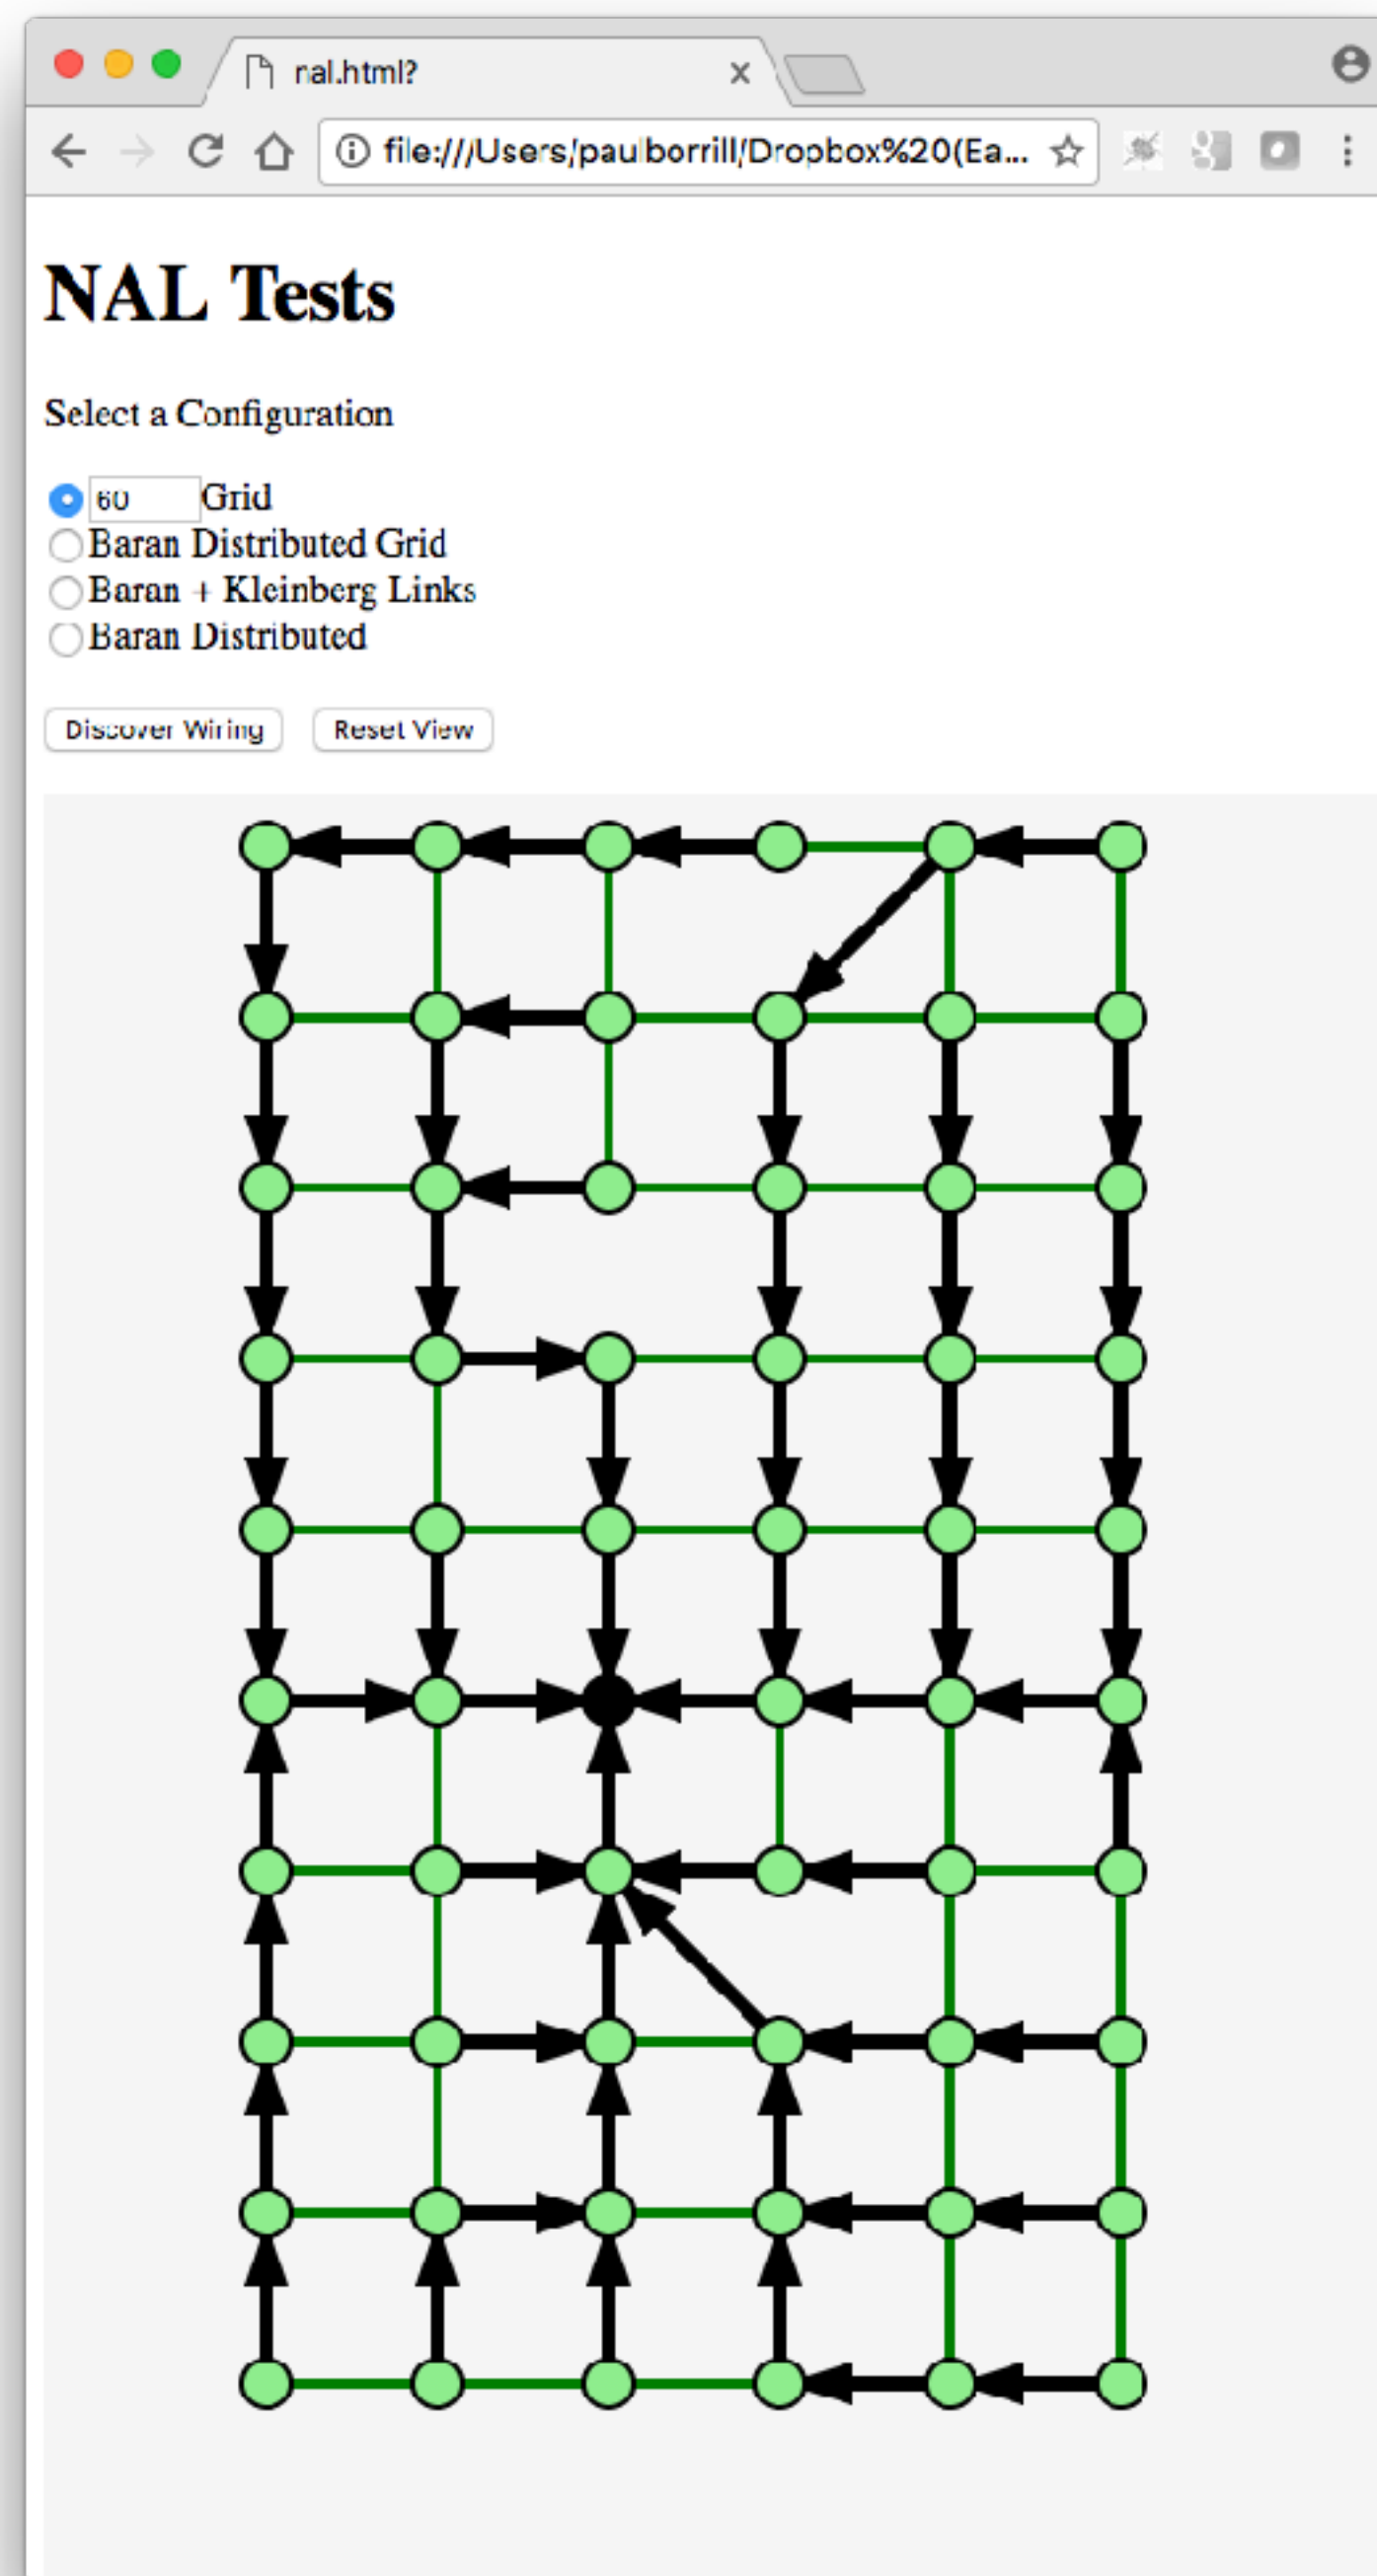 nal.html?
file:///Users/paulborrill/Dropbox%20(Ea...
NAL Tests
Select a Configuration
60 Grid
Baran Distributed Grid
Baran + Kleinberg Links
Baran Distributed
Discover Wiring Reset View